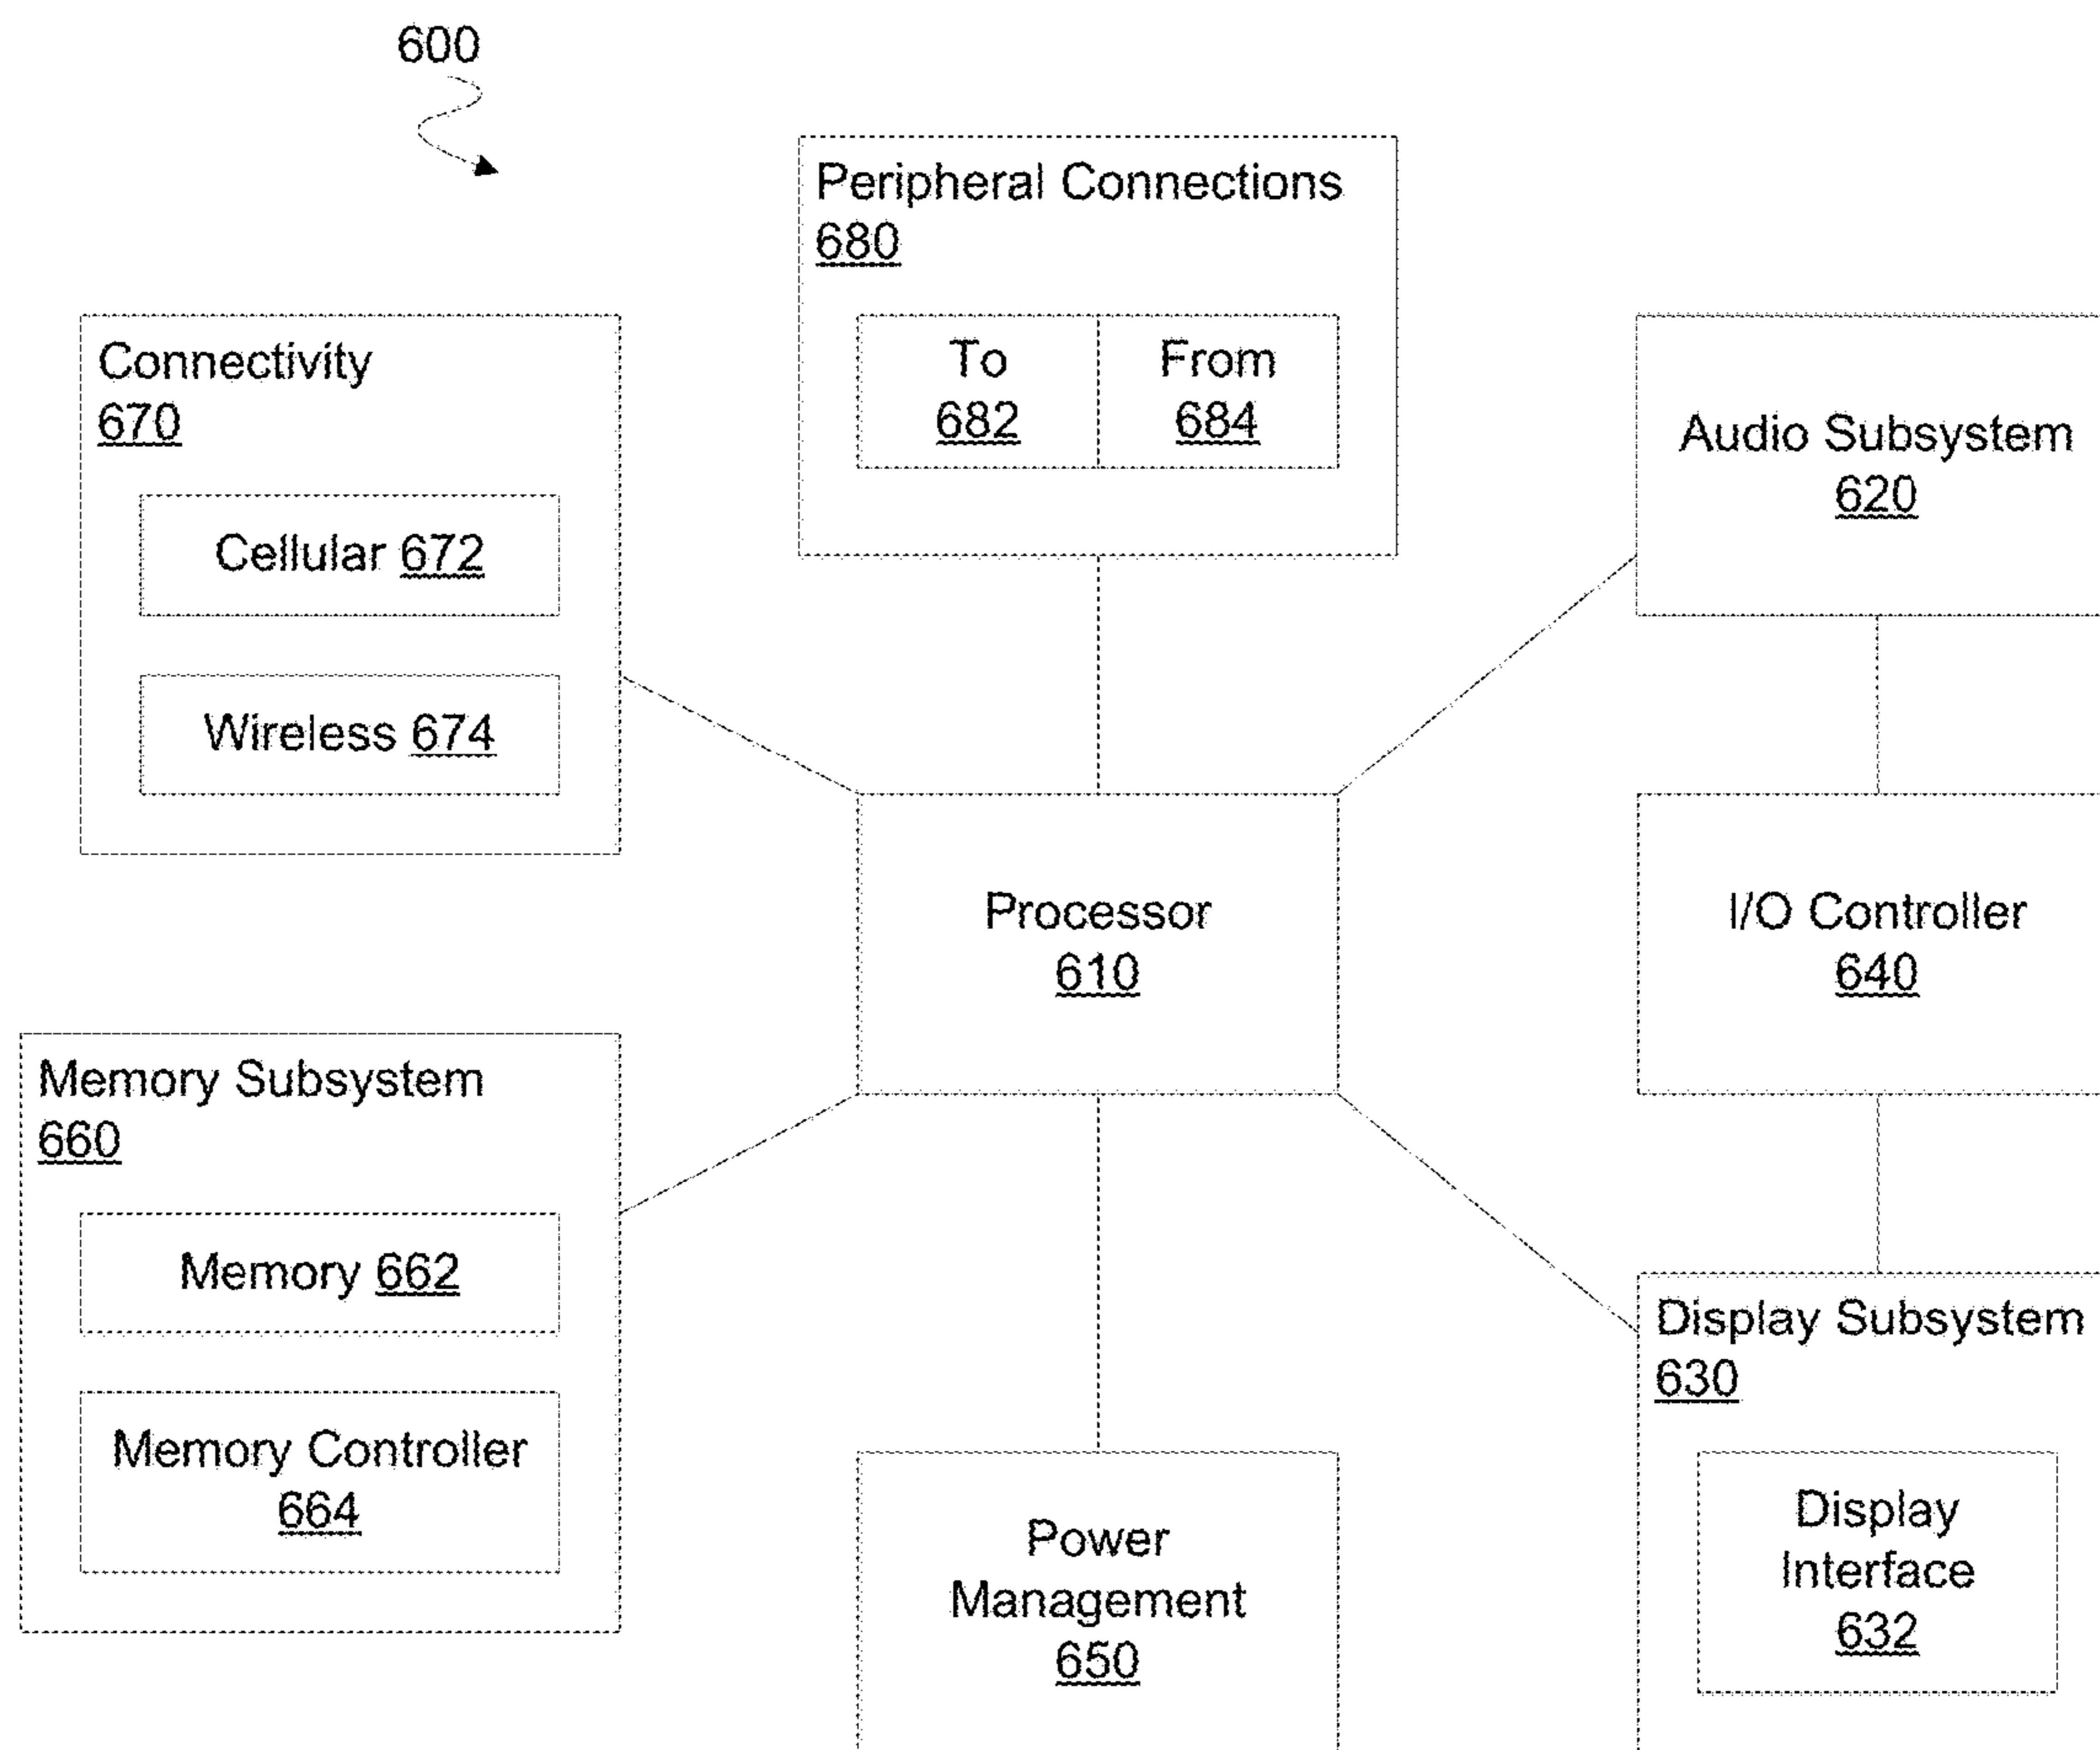 600
Peripheral Connections
680
To
682
From
684
Connectivity
670
Cellular 672
Wireless 674
Audio Subsystem
620
Processor
610
I/O Controller
640
Memory Subsystem
660
Memory 662
Memory Controller
664
Power
Management
650
Display Subsystem
630
Display
Interface
632